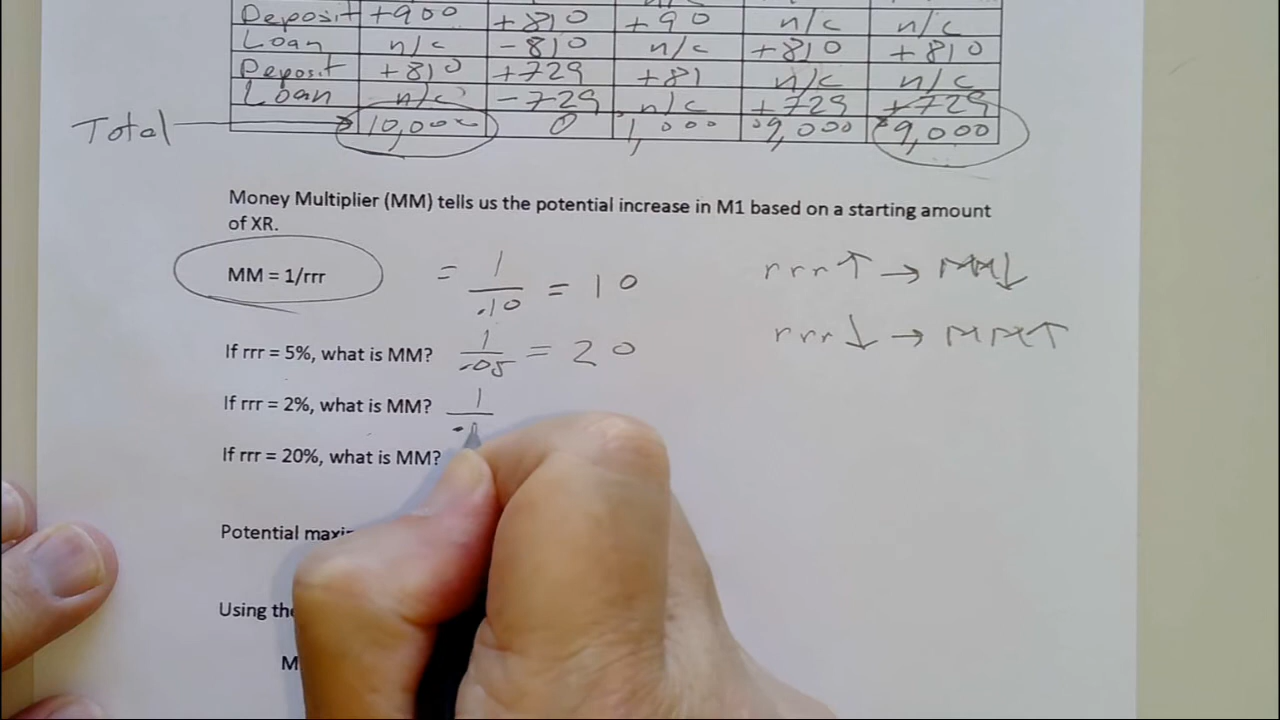 Deposit +900 +810 +90 n/c n/c
Loan n/c -810 n/c +810 +810
Deposit +810 +729 +81 n/c n/c
Loan n/c -729 n/c +729 +729
Total 10,000 0 1,000 9,000 9,000
Money Multiplier (MM) tells us the potential increase in M1 based on a starting amount
of XR.
MM = 1/rrr = 1/.10 = 10 rrr↑ → MM↓
If rrr = 5%, what is MM? 1/.05 = 20 rrr↓ → MM↑
If rrr = 2%, what is MM? 1
If rrr = 20%, what is MM?
Potential
Using
M